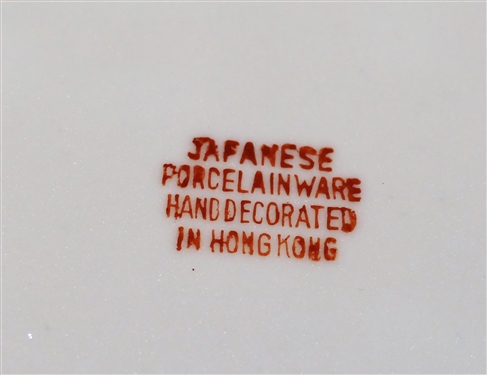 JAPANESE
PORCELAINWARE
HAND DECORATED
IN HONG KONG